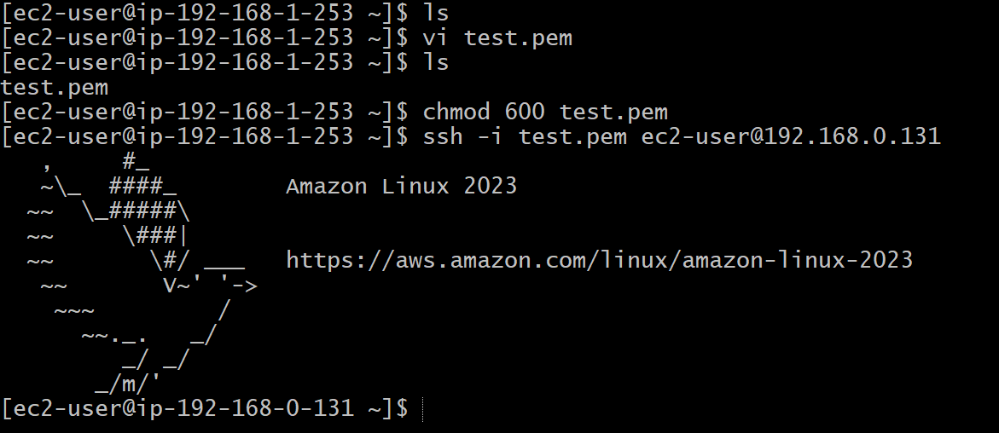 [ec2-user@ip-192-168-1-253 ~]$ ls
[ec2-user@ip-192-168-1-253 ~]$ vi test.pem
[ec2-user@ip-192-168-1-253 ~]$ ls
test.pem
[ec2-user@ip-192-168-1-253 ~]$ chmod 600 test.pem
[ec2-user@ip-192-168-1-253 ~]$ ssh -i test.pem ec2-user@192.168.0.131
   ,     #_
   ~\_  ####_        Amazon Linux 2023
  ~~  \_#####\
  ~~     \###|
  ~~       \#/ ___   https://aws.amazon.com/linux/amazon-linux-2023
   ~~       V~' '->
    ~~~         /
      ~~._.   _/
         _/ _/
       _/m/'
[ec2-user@ip-192-168-0-131 ~]$